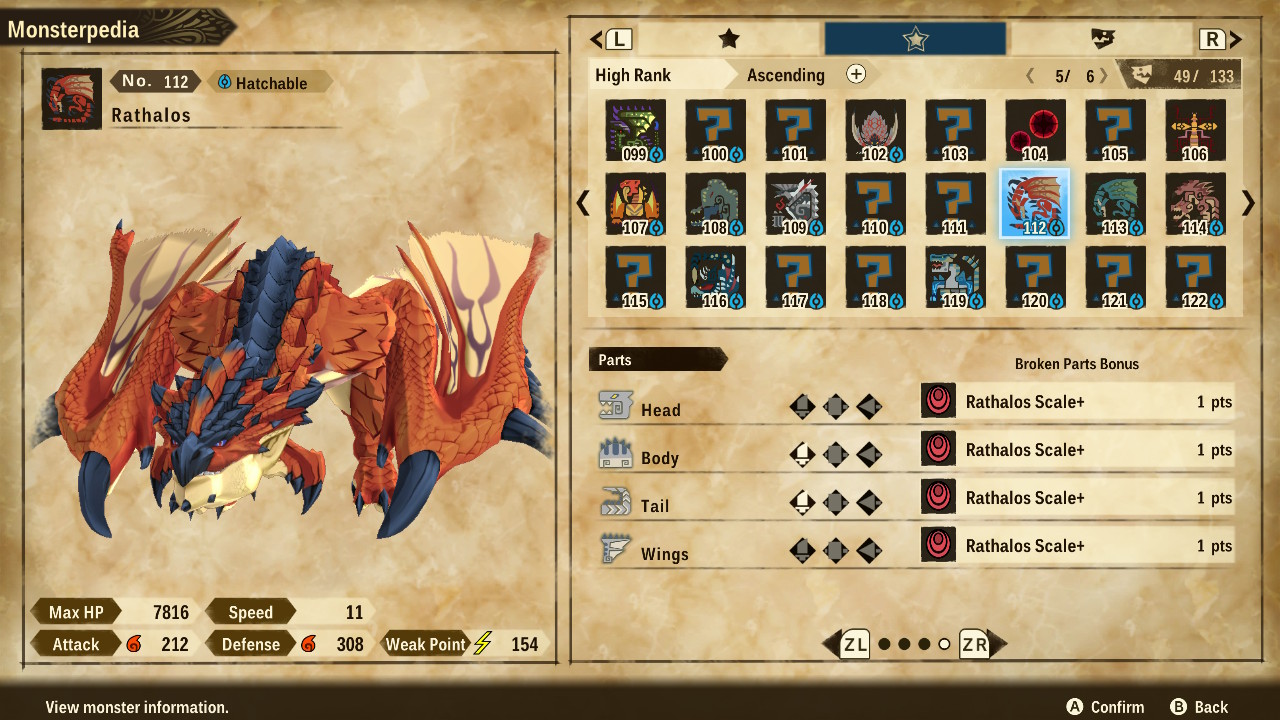 Monsterpedia
No. 112 Hatchable
Rathalos
Max HP 7816 Speed 11
Attack 212 Defense 308 Weak Point 154
L R
High Rank Ascending 5/ 6 49/ 133
099 100 101 102 103 104 105 106
107 108 109 110 111 112 113 114
115 116 117 118 119 120 121 122
Parts Broken Parts Bonus
Head Rathalos Scale+ 1 pts
Body Rathalos Scale+ 1 pts
Tail Rathalos Scale+ 1 pts
Wings Rathalos Scale+ 1 pts
ZL ZR
View monster information. A Confirm B Back